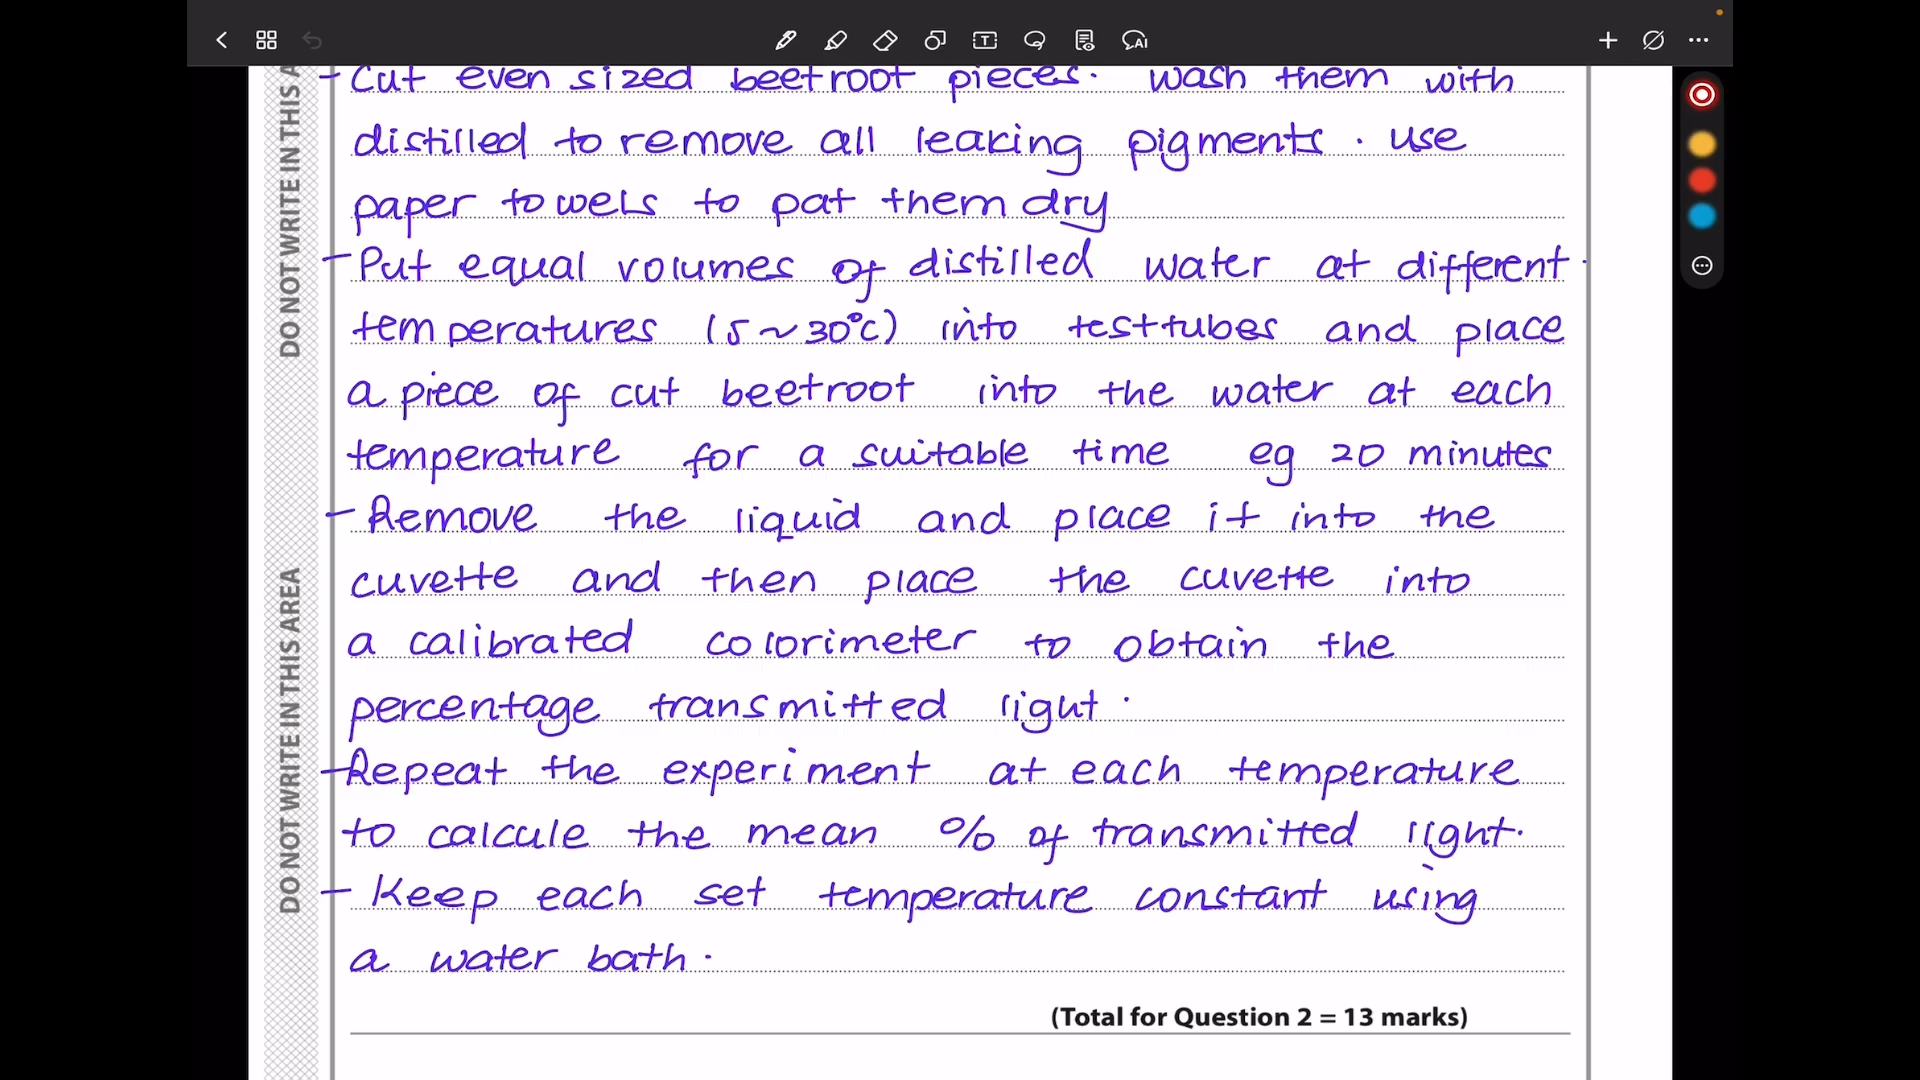 DO NOT WRITE IN THIS A
DO NOT WRITE IN THIS AREA
- Cut even sized beetroot pieces. wash them with
distilled to remove all leaking pigments. use
paper towels to pat them dry
- Put equal volumes of distilled water at different
temperatures (5 ~ 30°C) into testtubes and place
a piece of cut beetroot into the water at each
temperature for a suitable time eg 20 minutes
- Remove the liquid and place it into the
cuvette and then place the cuvette into
a calibrated colorimeter to obtain the
percentage transmitted light.
- Repeat the experiment at each temperature
to calcule the mean % of transmitted light.
- Keep each set temperature constant using
a water bath.
(Total for Question 2 = 13 marks)
T
AI